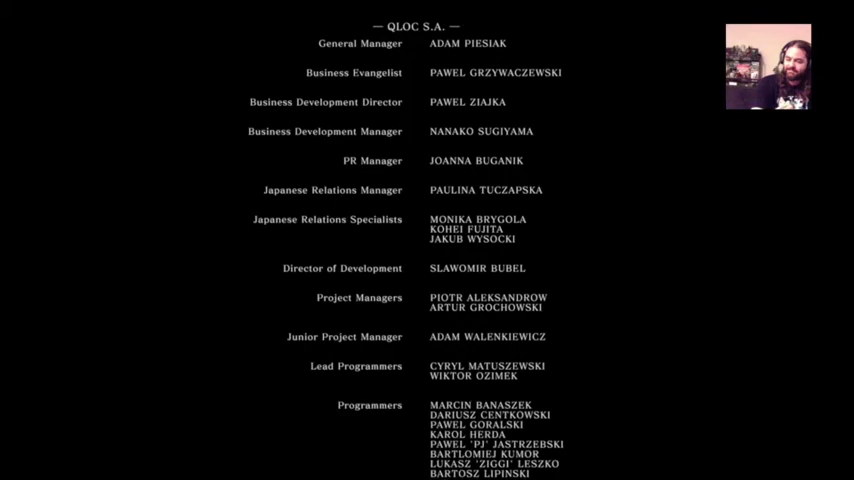 — QLOC S.A. —
General Manager ADAM PIESIAK
Business Evangelist PAWEL GRZYWACZEWSKI
Business Development Director PAWEL ZIAJKA
Business Development Manager NANAKO SUGIYAMA
PR Manager JOANNA BUGANIK
Japanese Relations Manager PAULINA TUCZAPSKA
Japanese Relations Specialists MONIKA BRYGOLA
KOHEI FUJITA
JAKUB WYSOCKI
Director of Development SLAWOMIR BUBEL
Project Managers PIOTR ALEKSANDROW
ARTUR GROCHOWSKI
Junior Project Manager ADAM WALENKIEWICZ
Lead Programmers CYRYL MATUSZEWSKI
WIKTOR OZIMEK
Programmers MARCIN BANASZEK
DARIUSZ CENTKOWSKI
PAWEL GORALSKI
KAROL HERDA
PAWEL 'PJ' JASTRZEBSKI
BARTLOMIEJ KUMOR
LUKASZ 'ZIGGI' LESZKO
BARTOSZ LIPINSKI